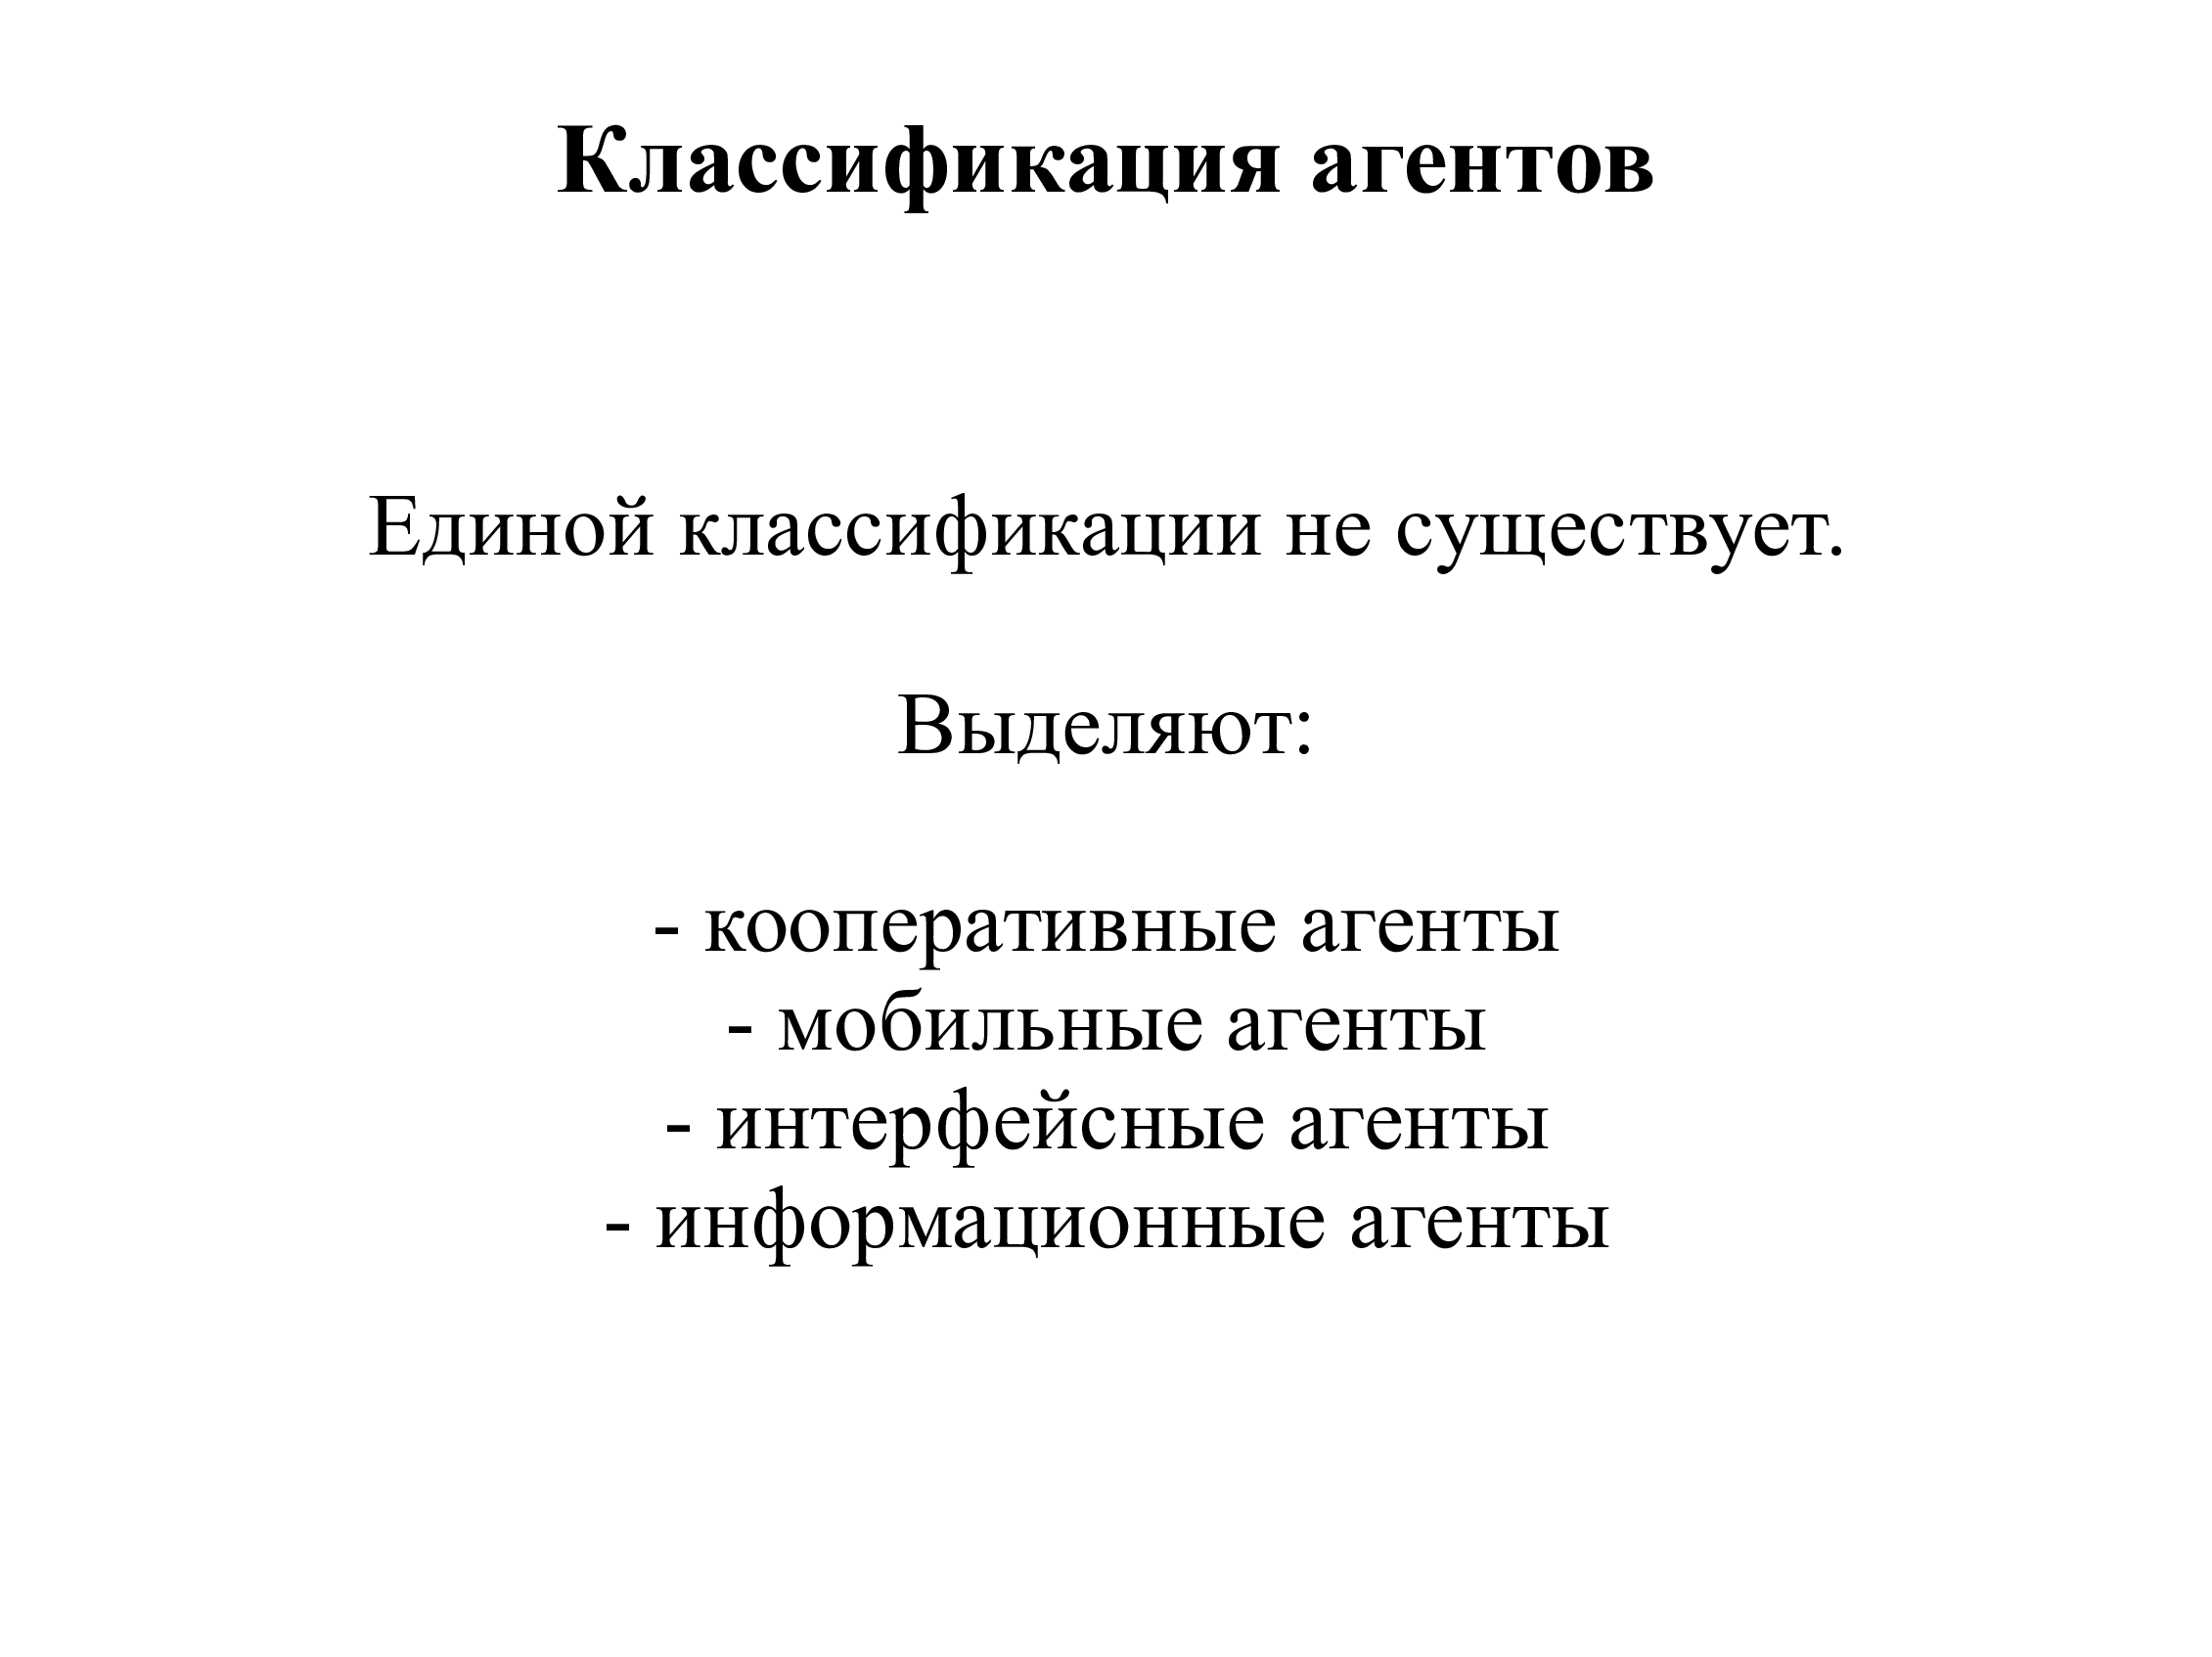 Классификация агентов
Единой классификации не существует.
Выделяют:
- кооперативные агенты
- мобильные агенты
- интерфейсные агенты
- информационные агенты